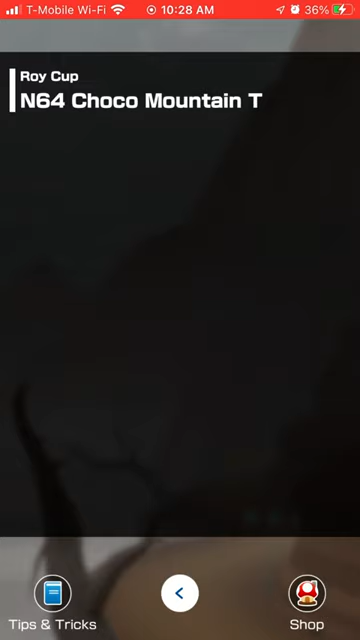 T-Mobile Wi-Fi 10:28 AM 36%
Roy Cup
N64 Choco Mountain T
Tips & Tricks Shop